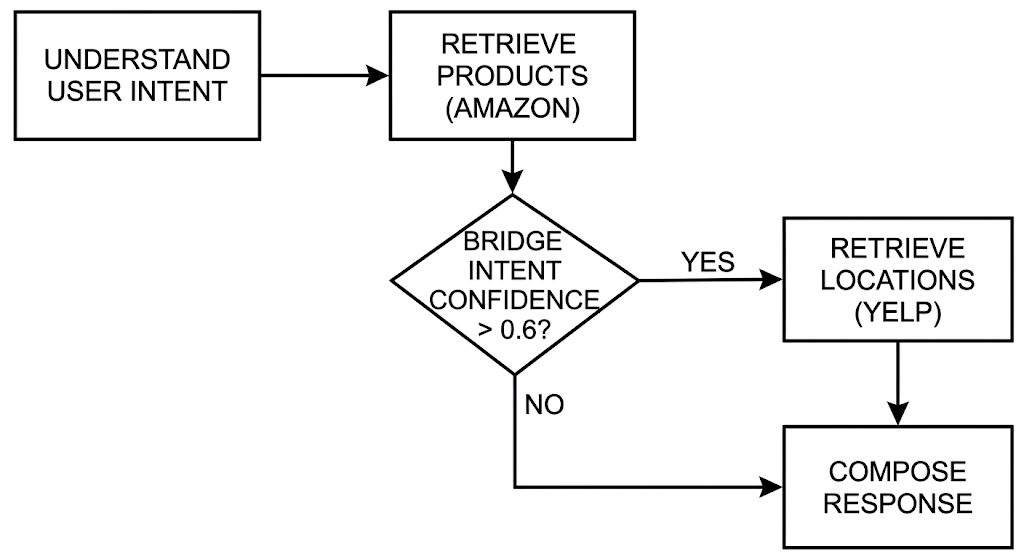 UNDERSTAND
USER INTENT
RETRIEVE
PRODUCTS
(AMAZON)
BRIDGE
INTENT
CONFIDENCE
> 0.6?
YES
RETRIEVE
LOCATIONS
(YELP)
NO
COMPOSE
RESPONSE